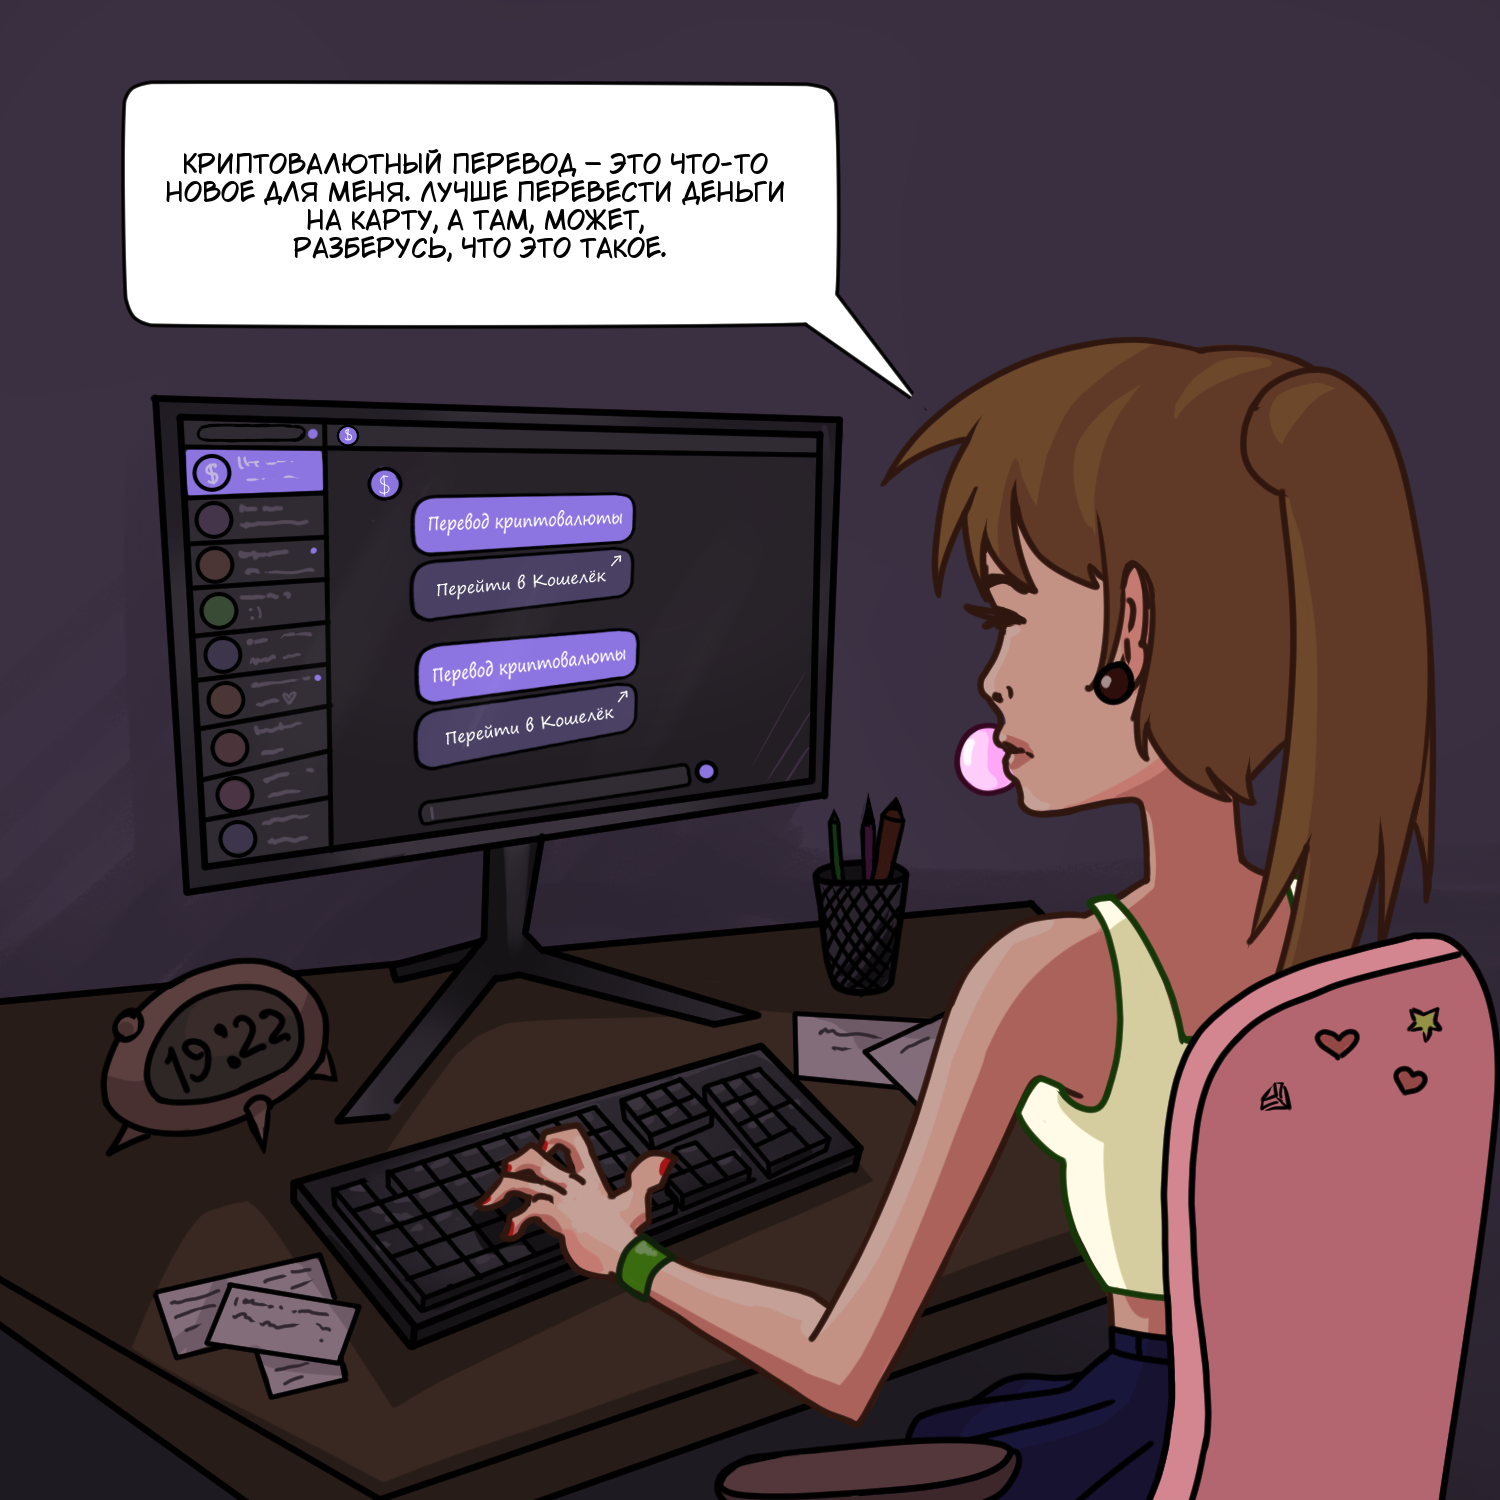 КРИПТОВАЛЮТНЫЙ ПЕРЕВОД – ЭТО ЧТО-ТО
НОВОЕ ДЛЯ МЕНЯ. ЛУЧШЕ ПЕРЕВЕСТИ ДЕНЬГИ
НА КАРТУ, А ТАМ, МОЖЕТ,
РАЗБЕРУСЬ, ЧТО ЭТО ТАКОЕ.
$
$
$
Перевод криптовалюты
Перейти в Кошелёк
:)
Перевод криптовалюты
Перейти в Кошелёк
19:22